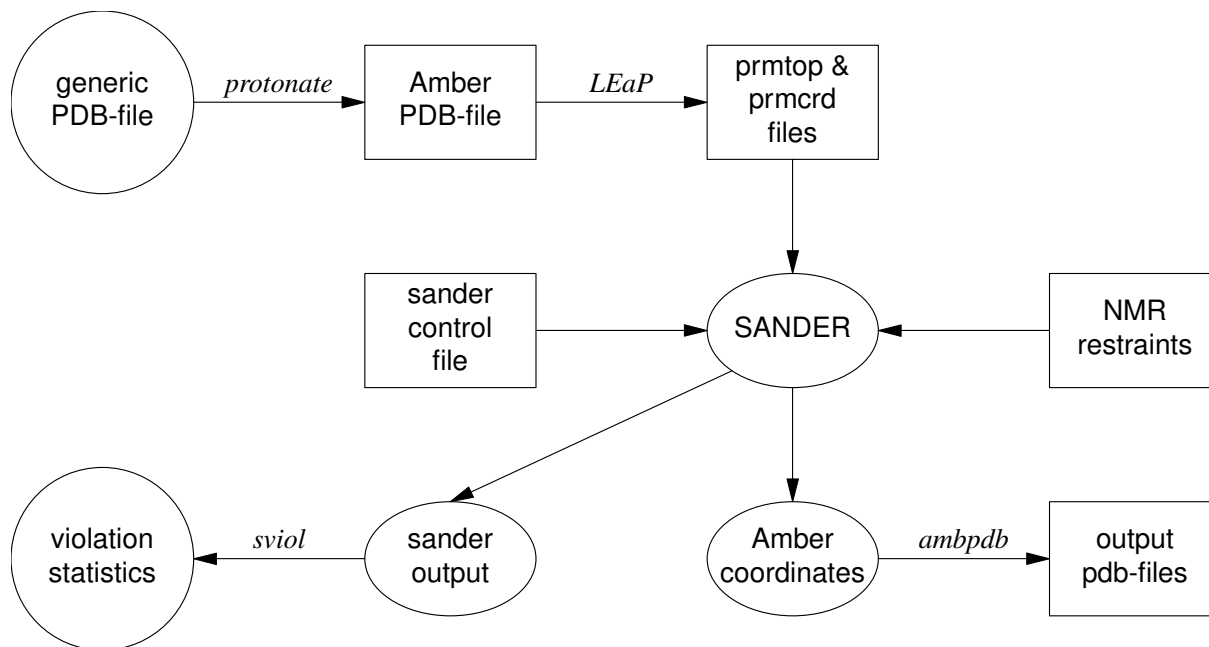 generic
PDB-file
protonate
Amber
PDB-file
LEaP
prmtop &
prmcrd
files
sander
control
file
SANDER
NMR
restraints
violation
statistics
sviol
sander
output
Amber
coordinates
ambpdb
output
pdb-files